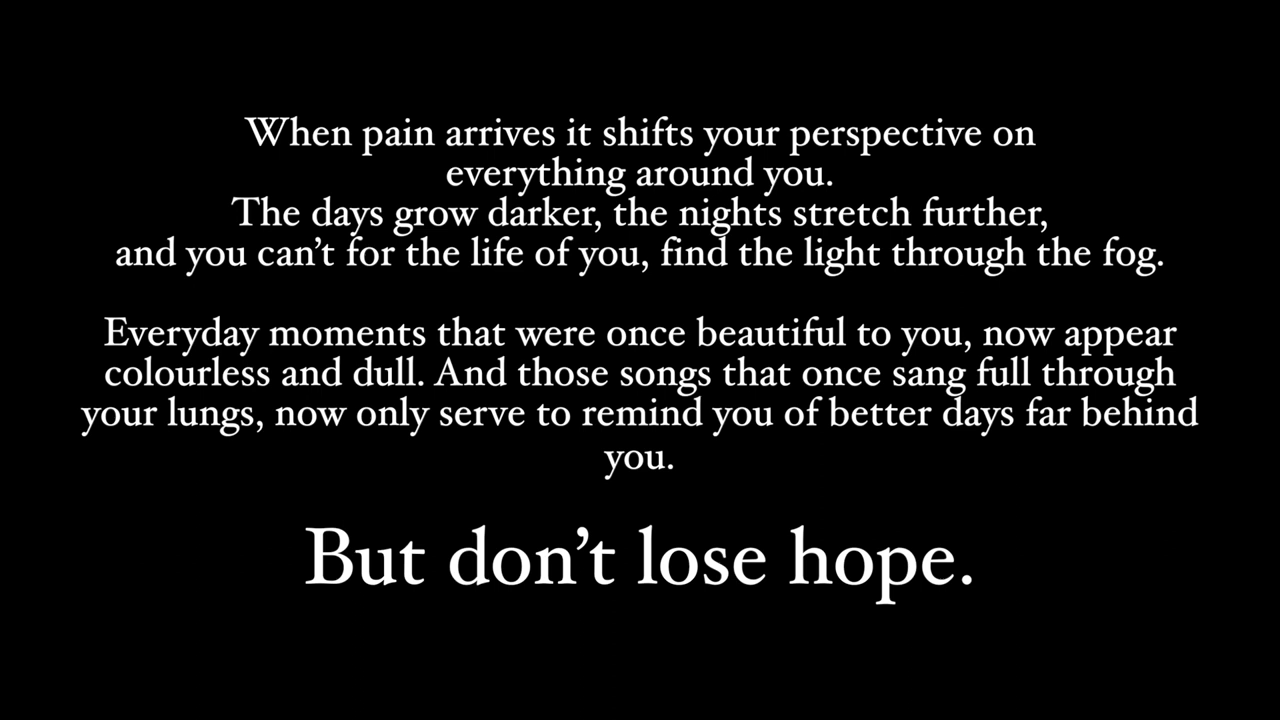 When pain arrives it shifts your perspective on
everything around you.
The days grow darker, the nights stretch further,
and you can’t for the life of you, find the light through the fog.
Everyday moments that were once beautiful to you, now appear
colourless and dull. And those songs that once sang full through
your lungs, now only serve to remind you of better days far behind
you.
But don’t lose hope.